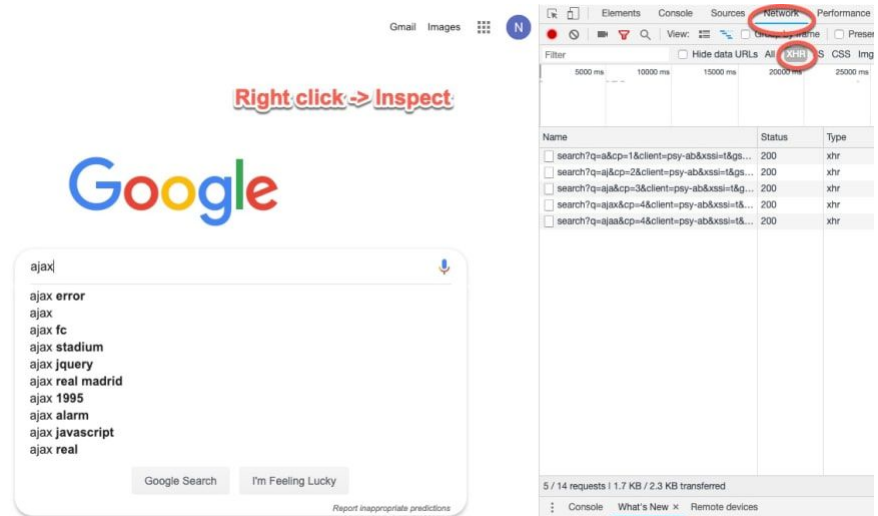 Gmail Images N
Right click -> Inspect
Google
ajax
ajax error
ajax
ajax fc
ajax stadium
ajax jquery
ajax real madrid
ajax 1995
ajax alarm
ajax javascript
ajax real
Google Search I'm Feeling Lucky
Report inappropriate predictions
Elements Console Sources Network Performance
View: Group by frame Preser
Filter Hide data URLs All XHR S CSS Img
5000 ms 10000 ms 15000 ms 20000 ms 25000 ms
Name Status Type
search?q=a&cp=1&client=psy-ab&xssi=t&gs... 200 xhr
search?q=aj&cp=2&client=psy-ab&xssi=t&gs... 200 xhr
search?q=aja&cp=3&client=psy-ab&xssi=t&g... 200 xhr
search?q=ajax&cp=4&client=psy-ab&xssi=t&... 200 xhr
search?q=ajaa&cp=4&client=psy-ab&xssi=t&... 200 xhr
5 / 14 requests | 1.7 KB / 2.3 KB transferred
Console What's New × Remote devices